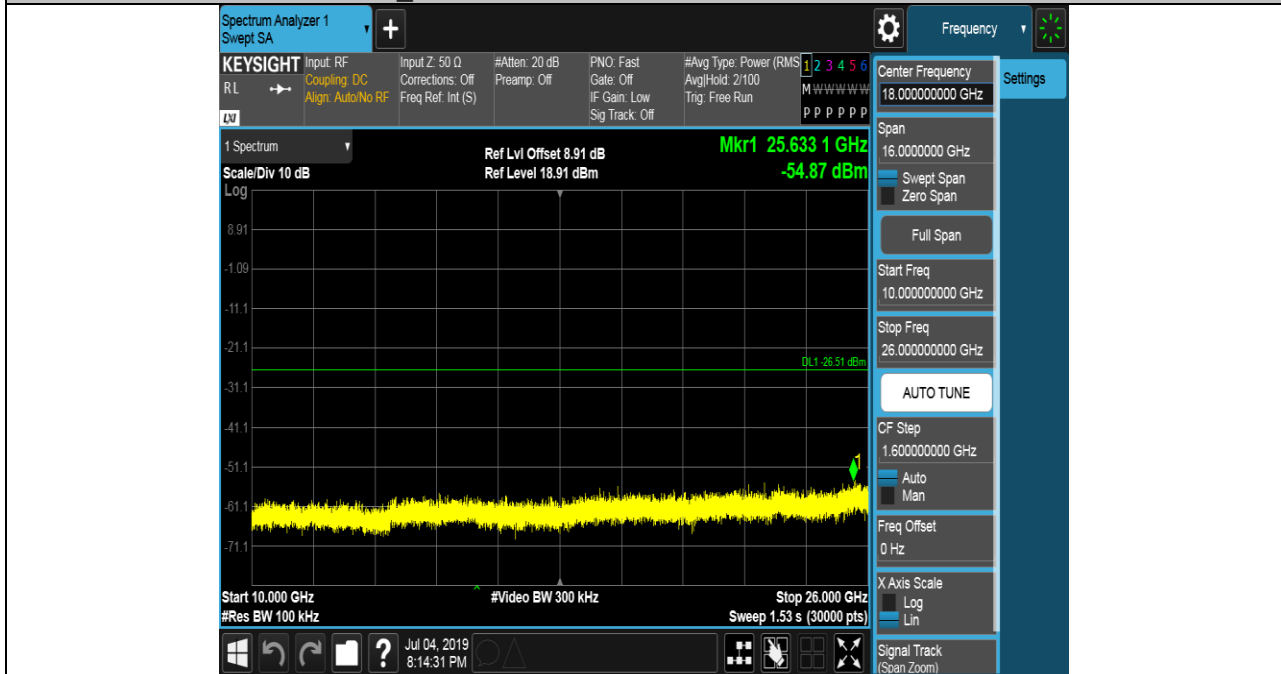 Spectrum Analyzer 1
Swept SA
+
Frequency
KEYSIGHT
RL
LXI
Input: RF
Coupling: DC
Align: Auto/No RF
Input Z: 50 Ω
Corrections: Off
Freq Ref: Int (S)
#Atten: 20 dB
Preamp: Off
PNO: Fast
Gate: Off
IF Gain: Low
Sig Track: Off
#Avg Type: Power (RMS
Avg|Hold: 2/100
Trig: Free Run
1 2 3 4 5 6
M W W W W W
P P P P P P
1 Spectrum
Scale/Div 10 dB
Ref Lvl Offset 8.91 dB
Ref Level 18.91 dBm
Mkr1 25.633 1 GHz
-54.87 dBm
Log
8.91
-1.09
-11.1
-21.1
-31.1
-41.1
-51.1
-61.1
-71.1
DL1 -26.51 dBm
1
Start 10.000 GHz
#Res BW 100 kHz
#Video BW 300 kHz
Stop 26.000 GHz
Sweep 1.53 s (30000 pts)
Center Frequency
18.000000000 GHz
Settings
Span
16.0000000 GHz
Swept Span
Zero Span
Full Span
Start Freq
10.000000000 GHz
Stop Freq
26.000000000 GHz
AUTO TUNE
CF Step
1.600000000 GHz
Auto
Man
Freq Offset
0 Hz
X Axis Scale
Log
Lin
Signal Track
(Span Zoom)
?
Jul 04, 2019
8:14:31 PM